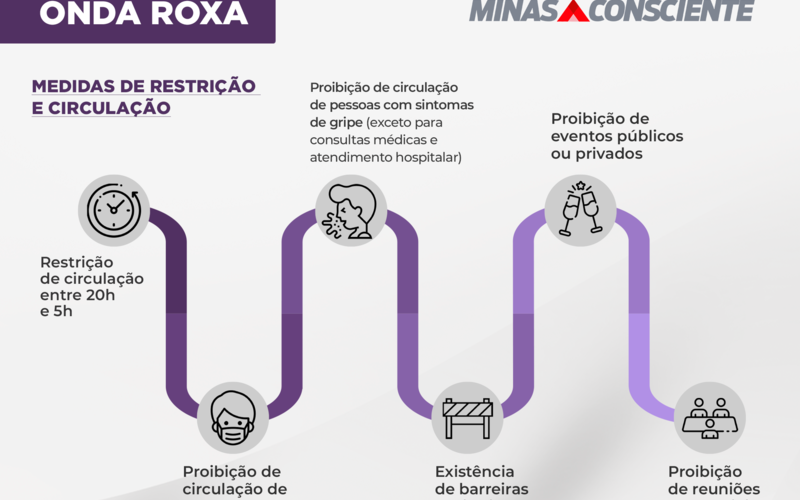 ONDA ROXA
MINAS CONSCIENTE
MEDIDAS DE RESTRIÇÃO
E CIRCULAÇÃO
Restrição
de circulação
entre 20h
e 5h
Proibição de
circulação de
Proibição de circulação
de pessoas com sintomas
de gripe (exceto para
consultas médicas e
atendimento hospitalar)
Existência
de barreiras
Proibição de
eventos públicos
ou privados
Proibição
de reuniões